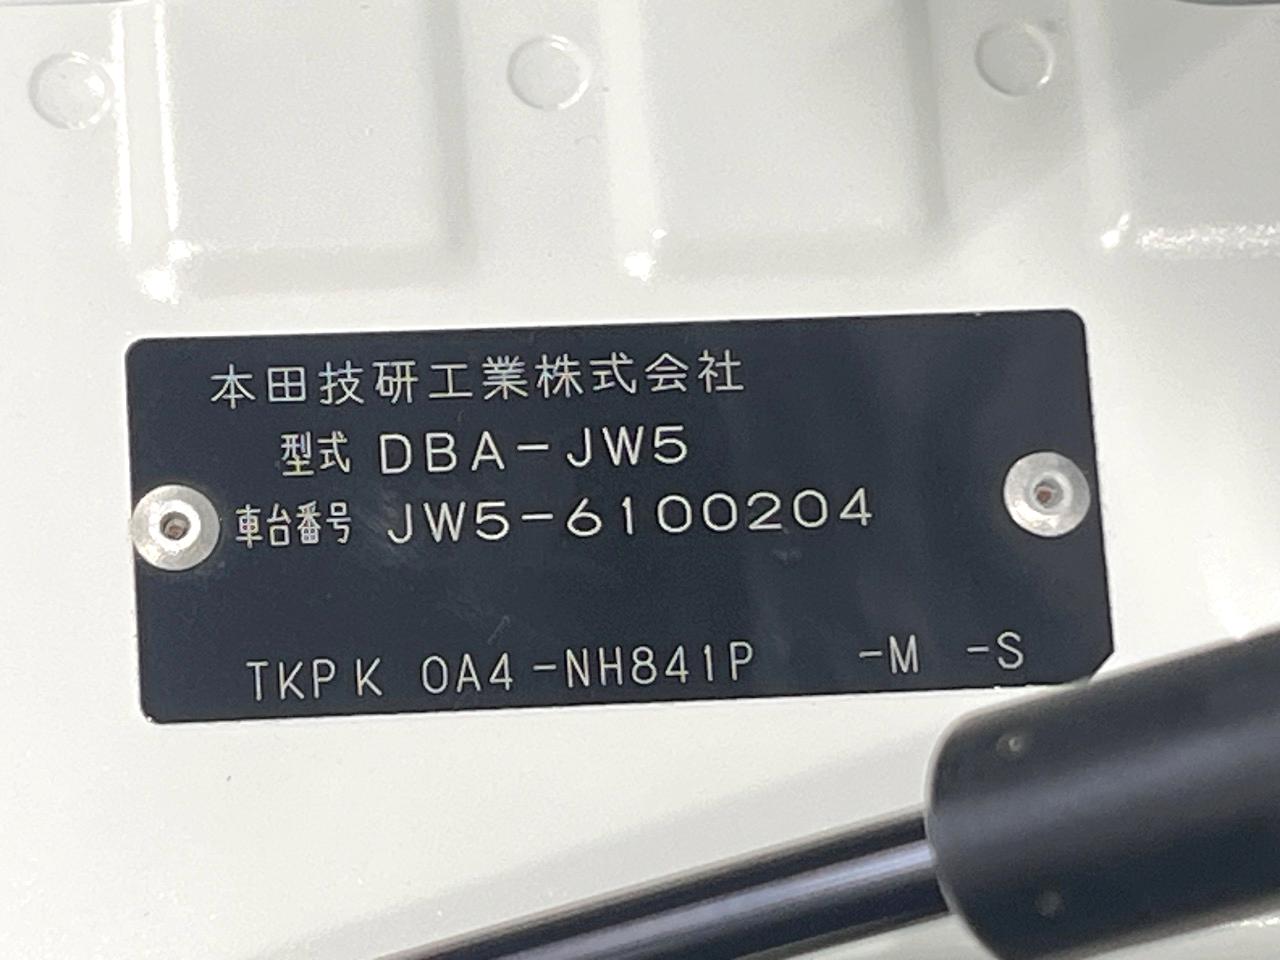 本田技研工業株式会社
型式 DBA-JW5
車台番号 JW5-6100204
TKPK 0A4-NH841P -M -S